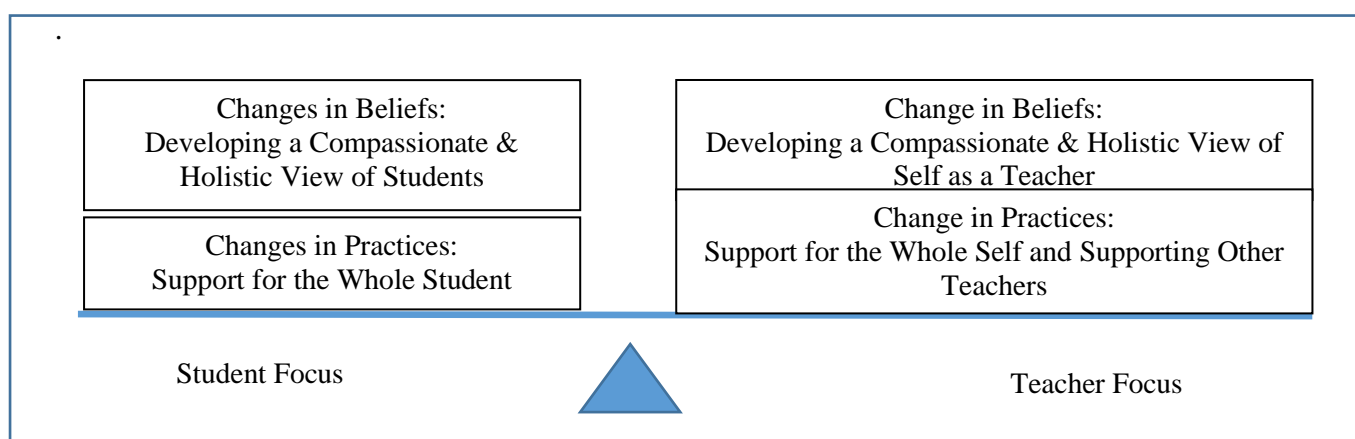 .
Changes in Beliefs:
Developing a Compassionate &
Holistic View of Students
Changes in Practices:
Support for the Whole Student
Change in Beliefs:
Developing a Compassionate & Holistic View of
Self as a Teacher
Change in Practices:
Support for the Whole Self and Supporting Other
Teachers
Student Focus
Teacher Focus